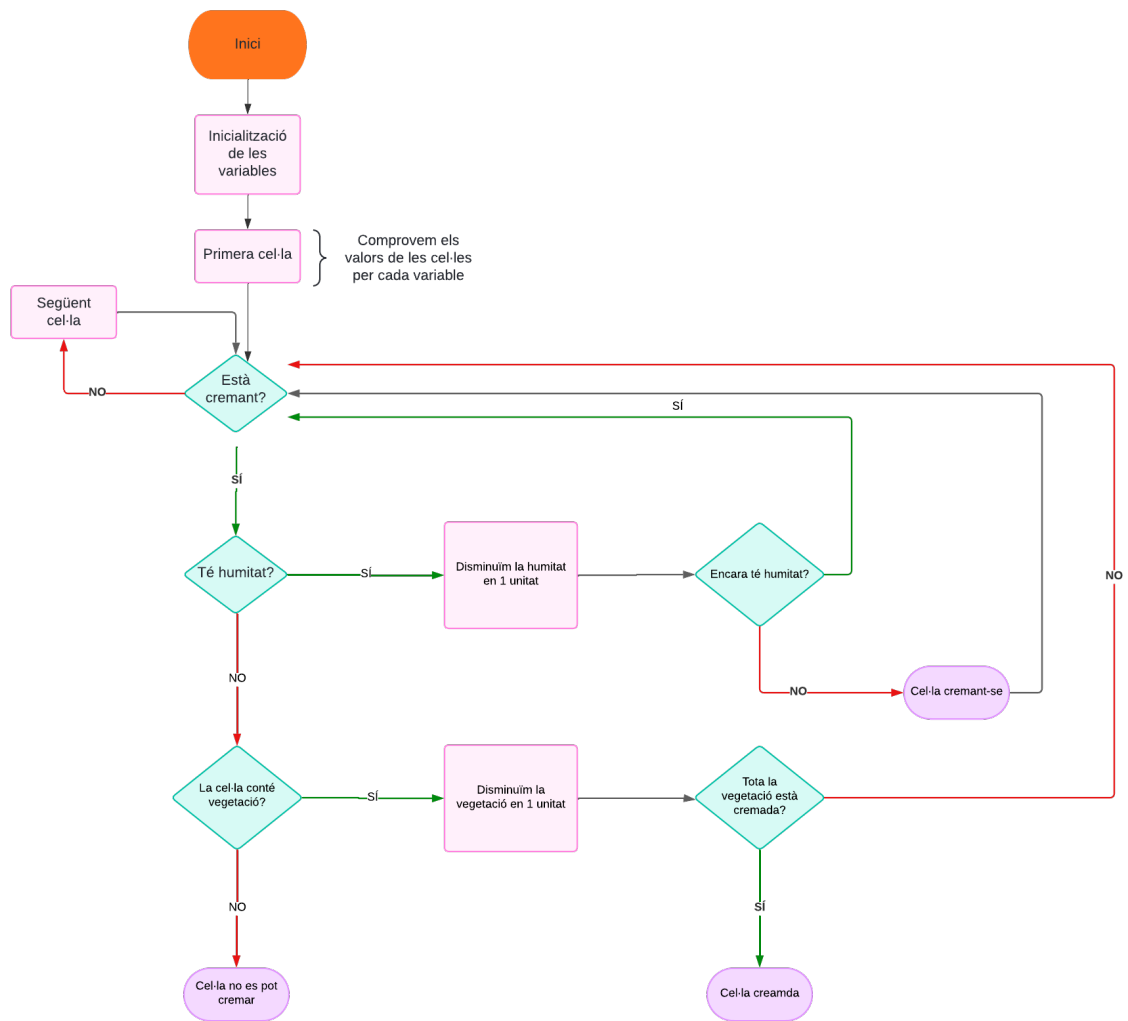 Inici
Inicialització
de les
variables
Primera cel·la
Comprovem els
valors de les cel·les
per cada variable
Següent
cel·la
Està
cremant?
NO
SÍ
SÍ
Té humitat?
SÍ
Disminuïm la humitat
en 1 unitat
Encara té humitat?
NO
NO
NO
Cel·la cremant-se
La cel·la conté
vegetació?
SÍ
Disminuïm la
vegetació en 1 unitat
Tota la
vegetació està
cremada?
NO
SÍ
Cel·la no es pot
cremar
Cel·la creamda